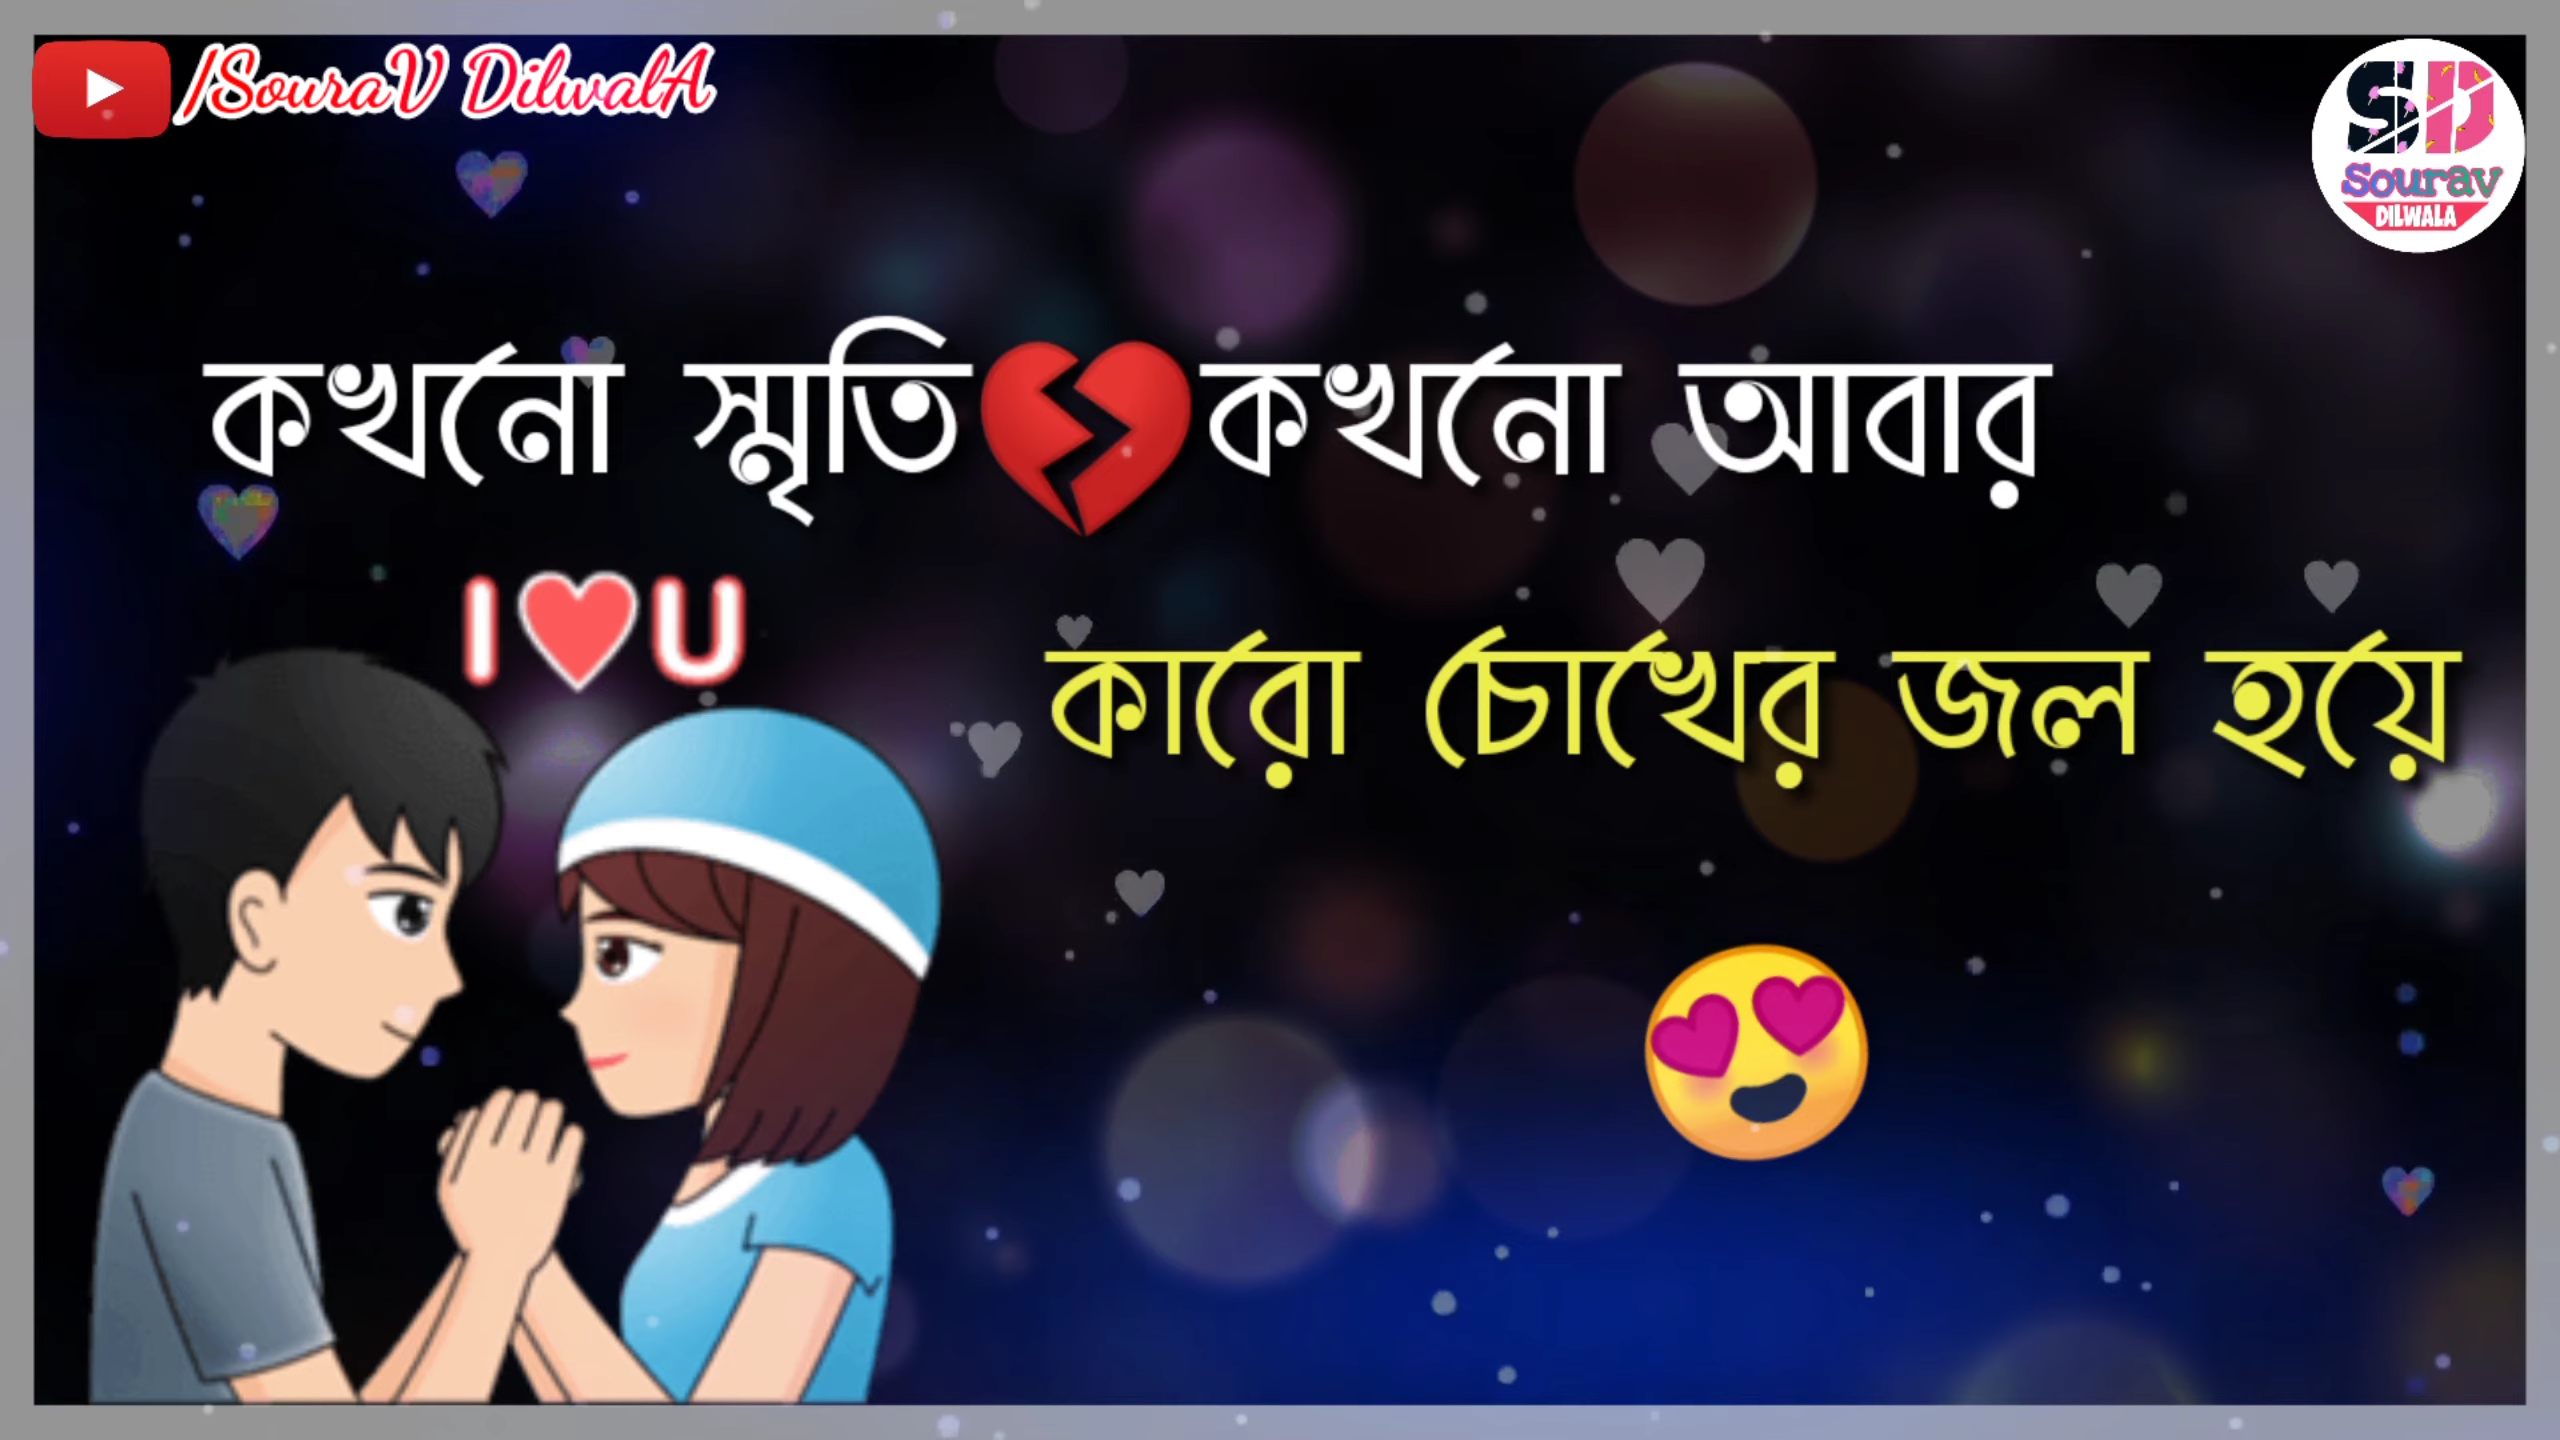 /SouraV DilwalA
SD
Sourav
DILWALA
কখনো স্মৃতি💔কখনো আবার
I♥U
কারো চোখের জল হয়ে